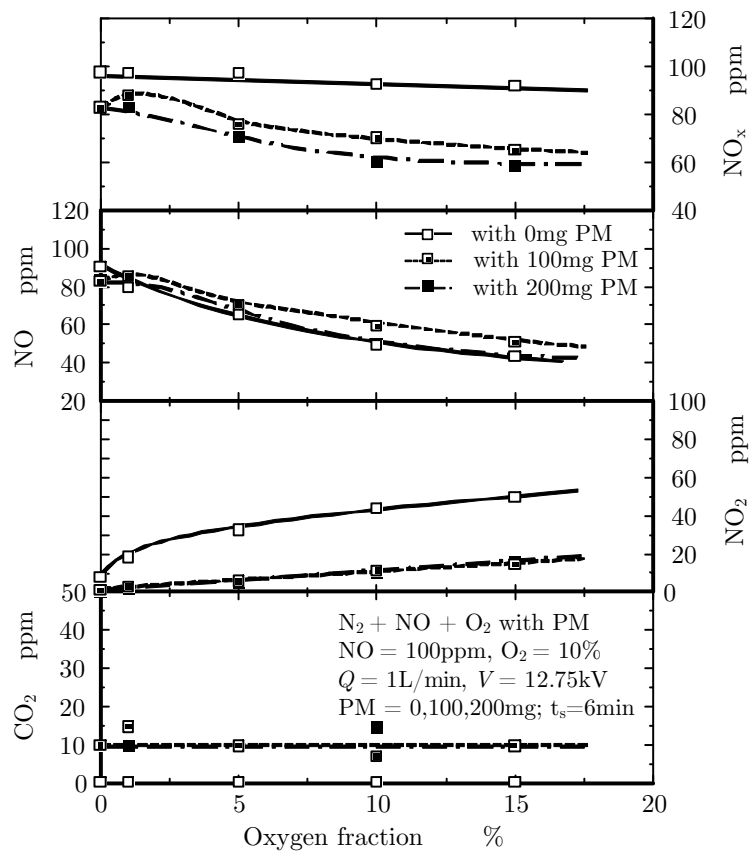 120
100
80
60
40
NOₓ ppm
120
100
80
60
40
20
NO ppm
with 0mg PM
with 100mg PM
with 200mg PM
100
80
60
40
20
0
NO₂ ppm
50
40
30
20
10
0
CO₂ ppm
N₂ + NO + O₂ with PM
NO = 100ppm, O₂ = 10%
Q = 1L/min, V = 12.75kV
PM = 0,100,200mg; tₛ=6min
0 5 10 15 20
Oxygen fraction %